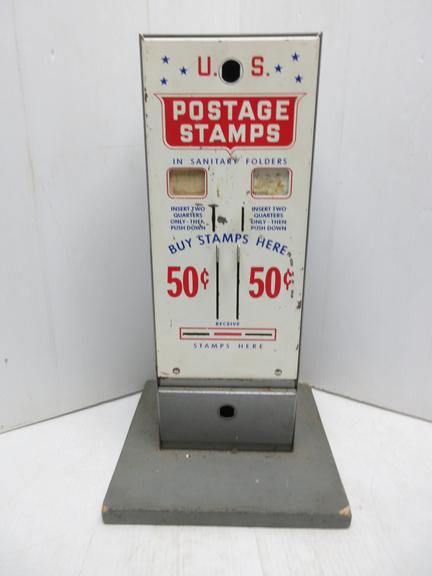 U. S.
POSTAGE
STAMPS
IN SANITARY FOLDERS
INSERT TWO
QUARTERS
ONLY - THEN
PUSH DOWN
INSERT TWO
QUARTERS
ONLY - THEN
PUSH DOWN
BUY STAMPS HERE
50¢
50¢
RECEIVE
STAMPS HERE